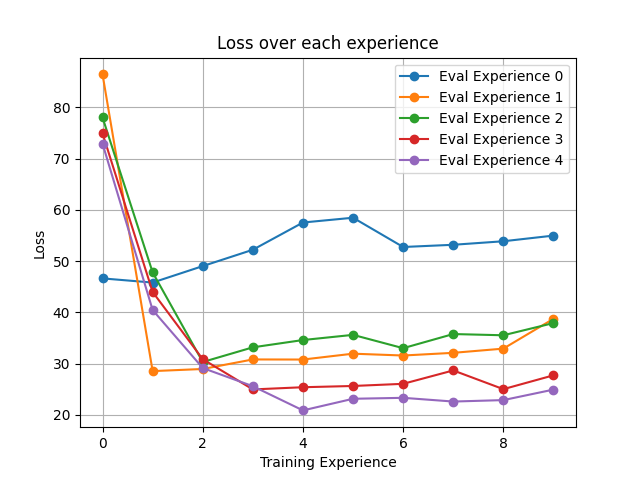 Loss over each experience
Eval Experience 0
Eval Experience 1
Eval Experience 2
Eval Experience 3
Eval Experience 4
80
70
60
50
40
30
20
Loss
0 2 4 6 8
Training Experience